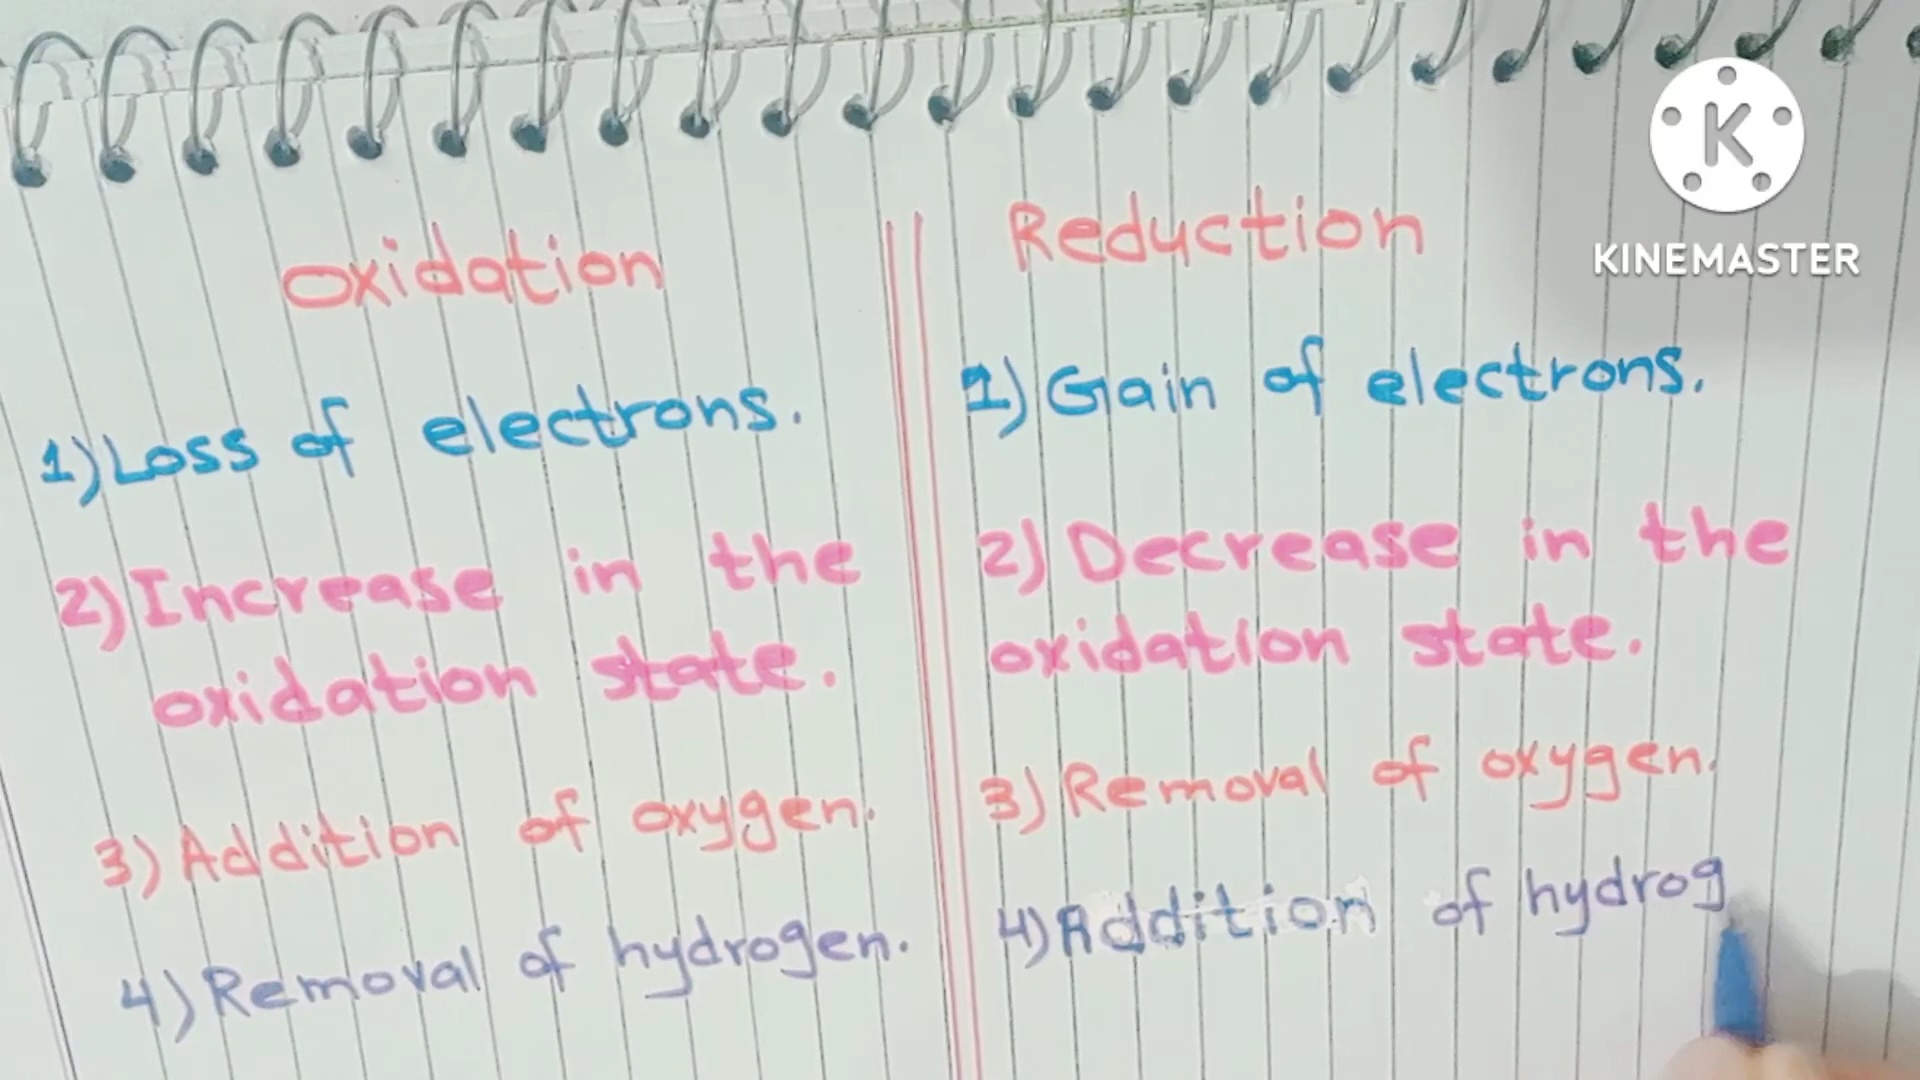 Oxidation
1) Loss of electrons.
2) Increase in the
oxidation state.
3) Addition of oxygen.
4) Removal of hydrogen.
Reduction
1) Gain of electrons.
2) Decrease in the
oxidation state.
3) Removal of oxygen.
4) Addition of hydrog
K
KINEMASTER